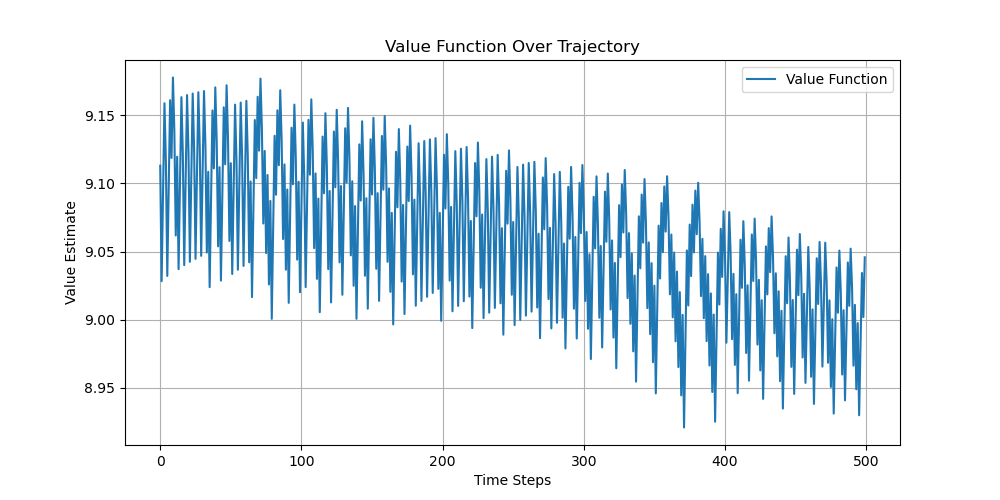 Value Function Over Trajectory
Value Function
Value Estimate
9.15
9.10
9.05
9.00
8.95
0 100 200 300 400 500
Time Steps